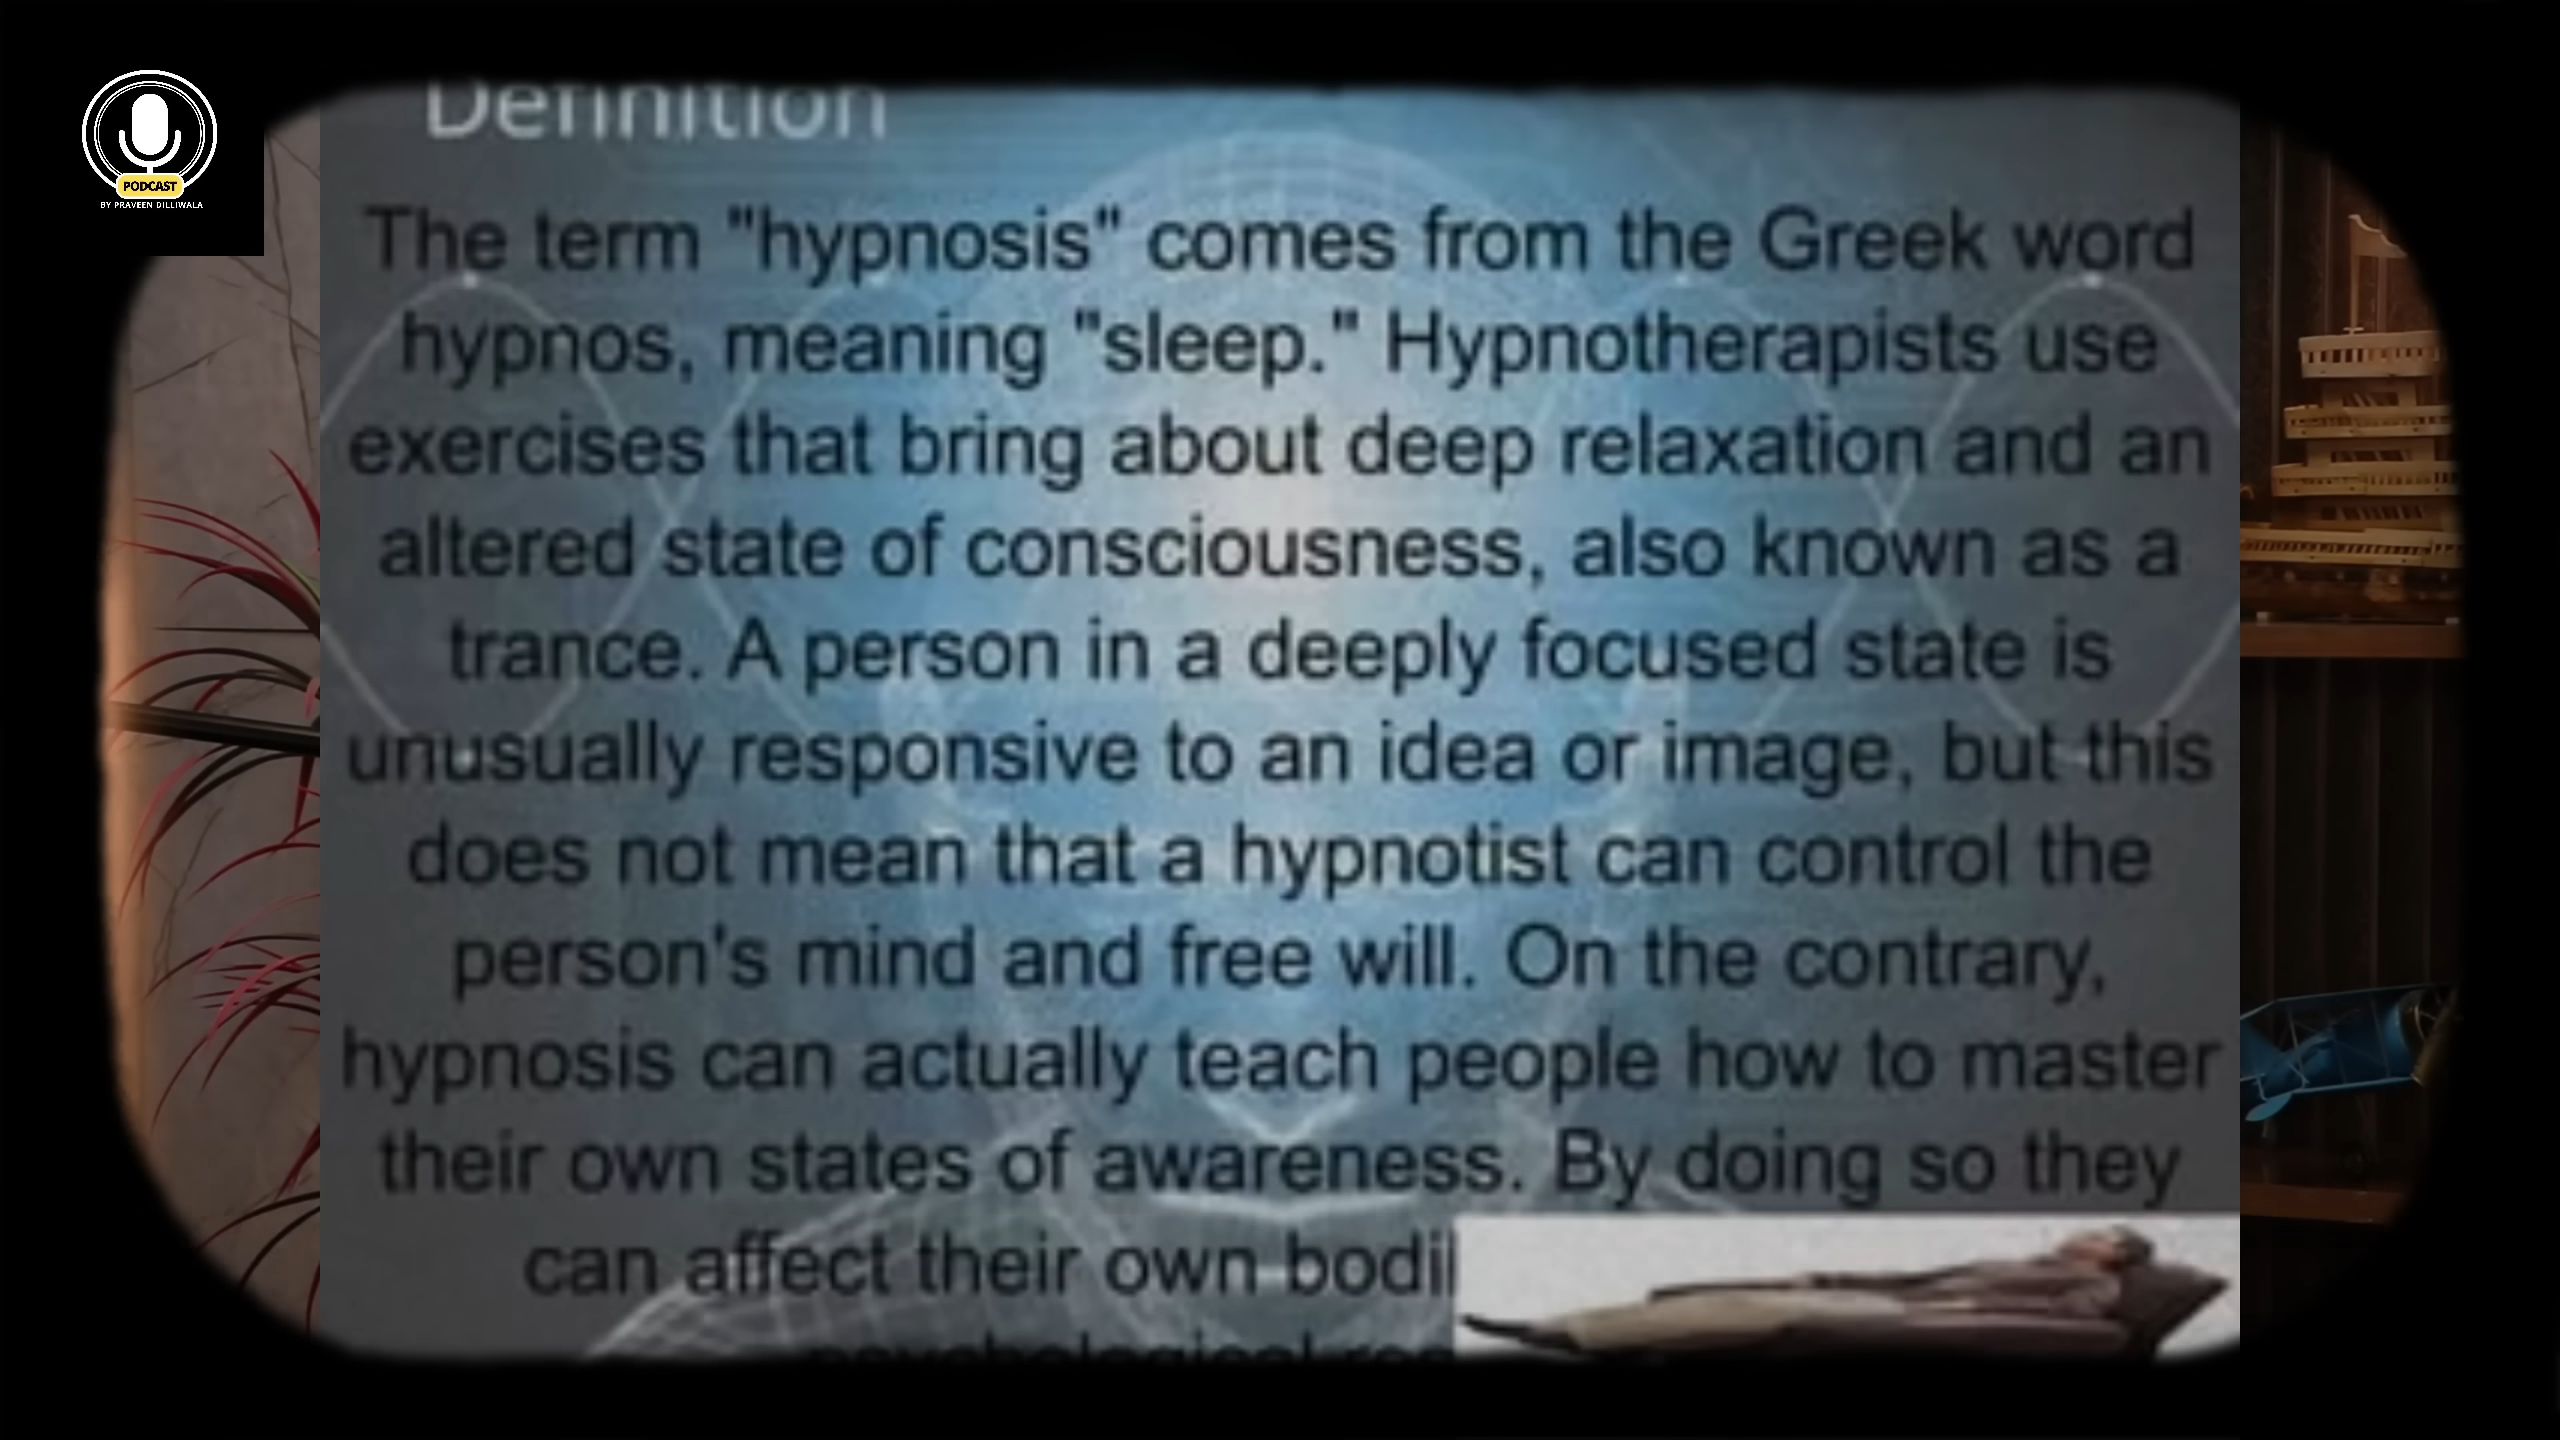 PODCAST
BY PRAVEEN DILLIWALA
Definition
The term "hypnosis" comes from the Greek word
hypnos, meaning "sleep." Hypnotherapists use
exercises that bring about deep relaxation and an
altered state of consciousness, also known as a
trance. A person in a deeply focused state is
unusually responsive to an idea or image, but this
does not mean that a hypnotist can control the
person's mind and free will. On the contrary,
hypnosis can actually teach people how to master
their own states of awareness. By doing so they
can affect their own bodil